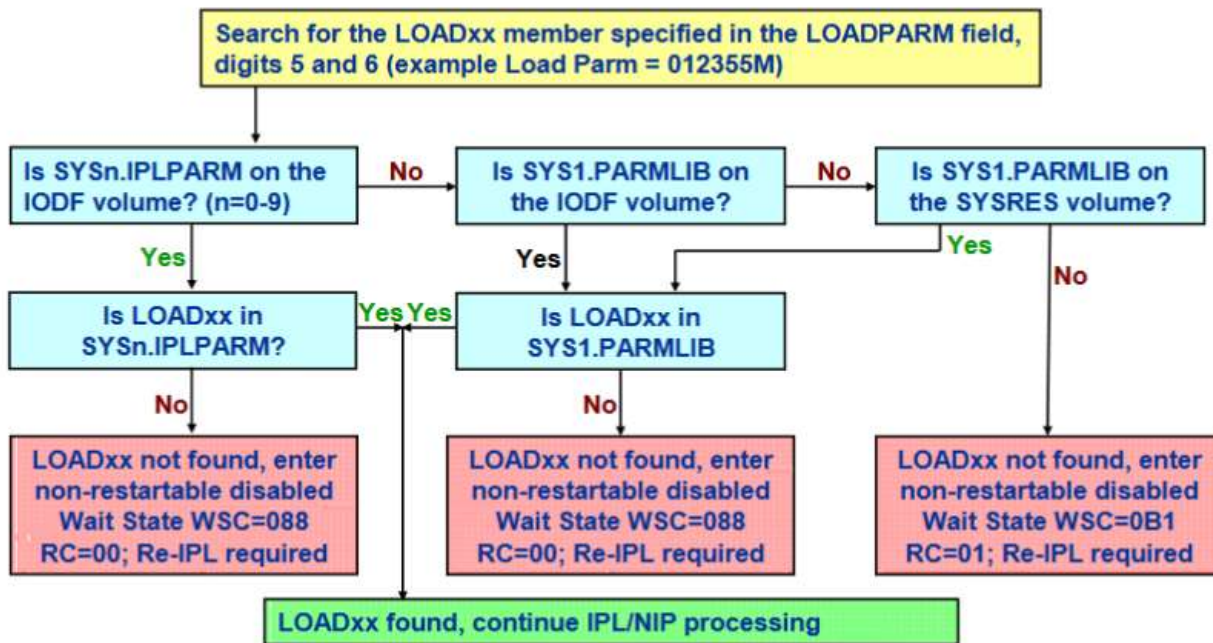 Search for the LOADxx member specified in the LOADPARM field,
digits 5 and 6 (example Load Parm = 012355M)
Is SYSn.IPLPARM on the
IODF volume? (n=0-9)
No
Is SYS1.PARMLIB on
the IODF volume?
No
Is SYS1.PARMLIB on
the SYSRES volume?
Yes
Yes
Yes
No
Is LOADxx in
SYSn.IPLPARM?
Yes
Yes
Is LOADxx in
SYS1.PARMLIB
No
No
LOADxx not found, enter
non-restartable disabled
Wait State WSC=088
RC=00; Re-IPL required
LOADxx not found, enter
non-restartable disabled
Wait State WSC=088
RC=00; Re-IPL required
LOADxx not found, enter
non-restartable disabled
Wait State WSC=0B1
RC=01; Re-IPL required
LOADxx found, continue IPL/NIP processing